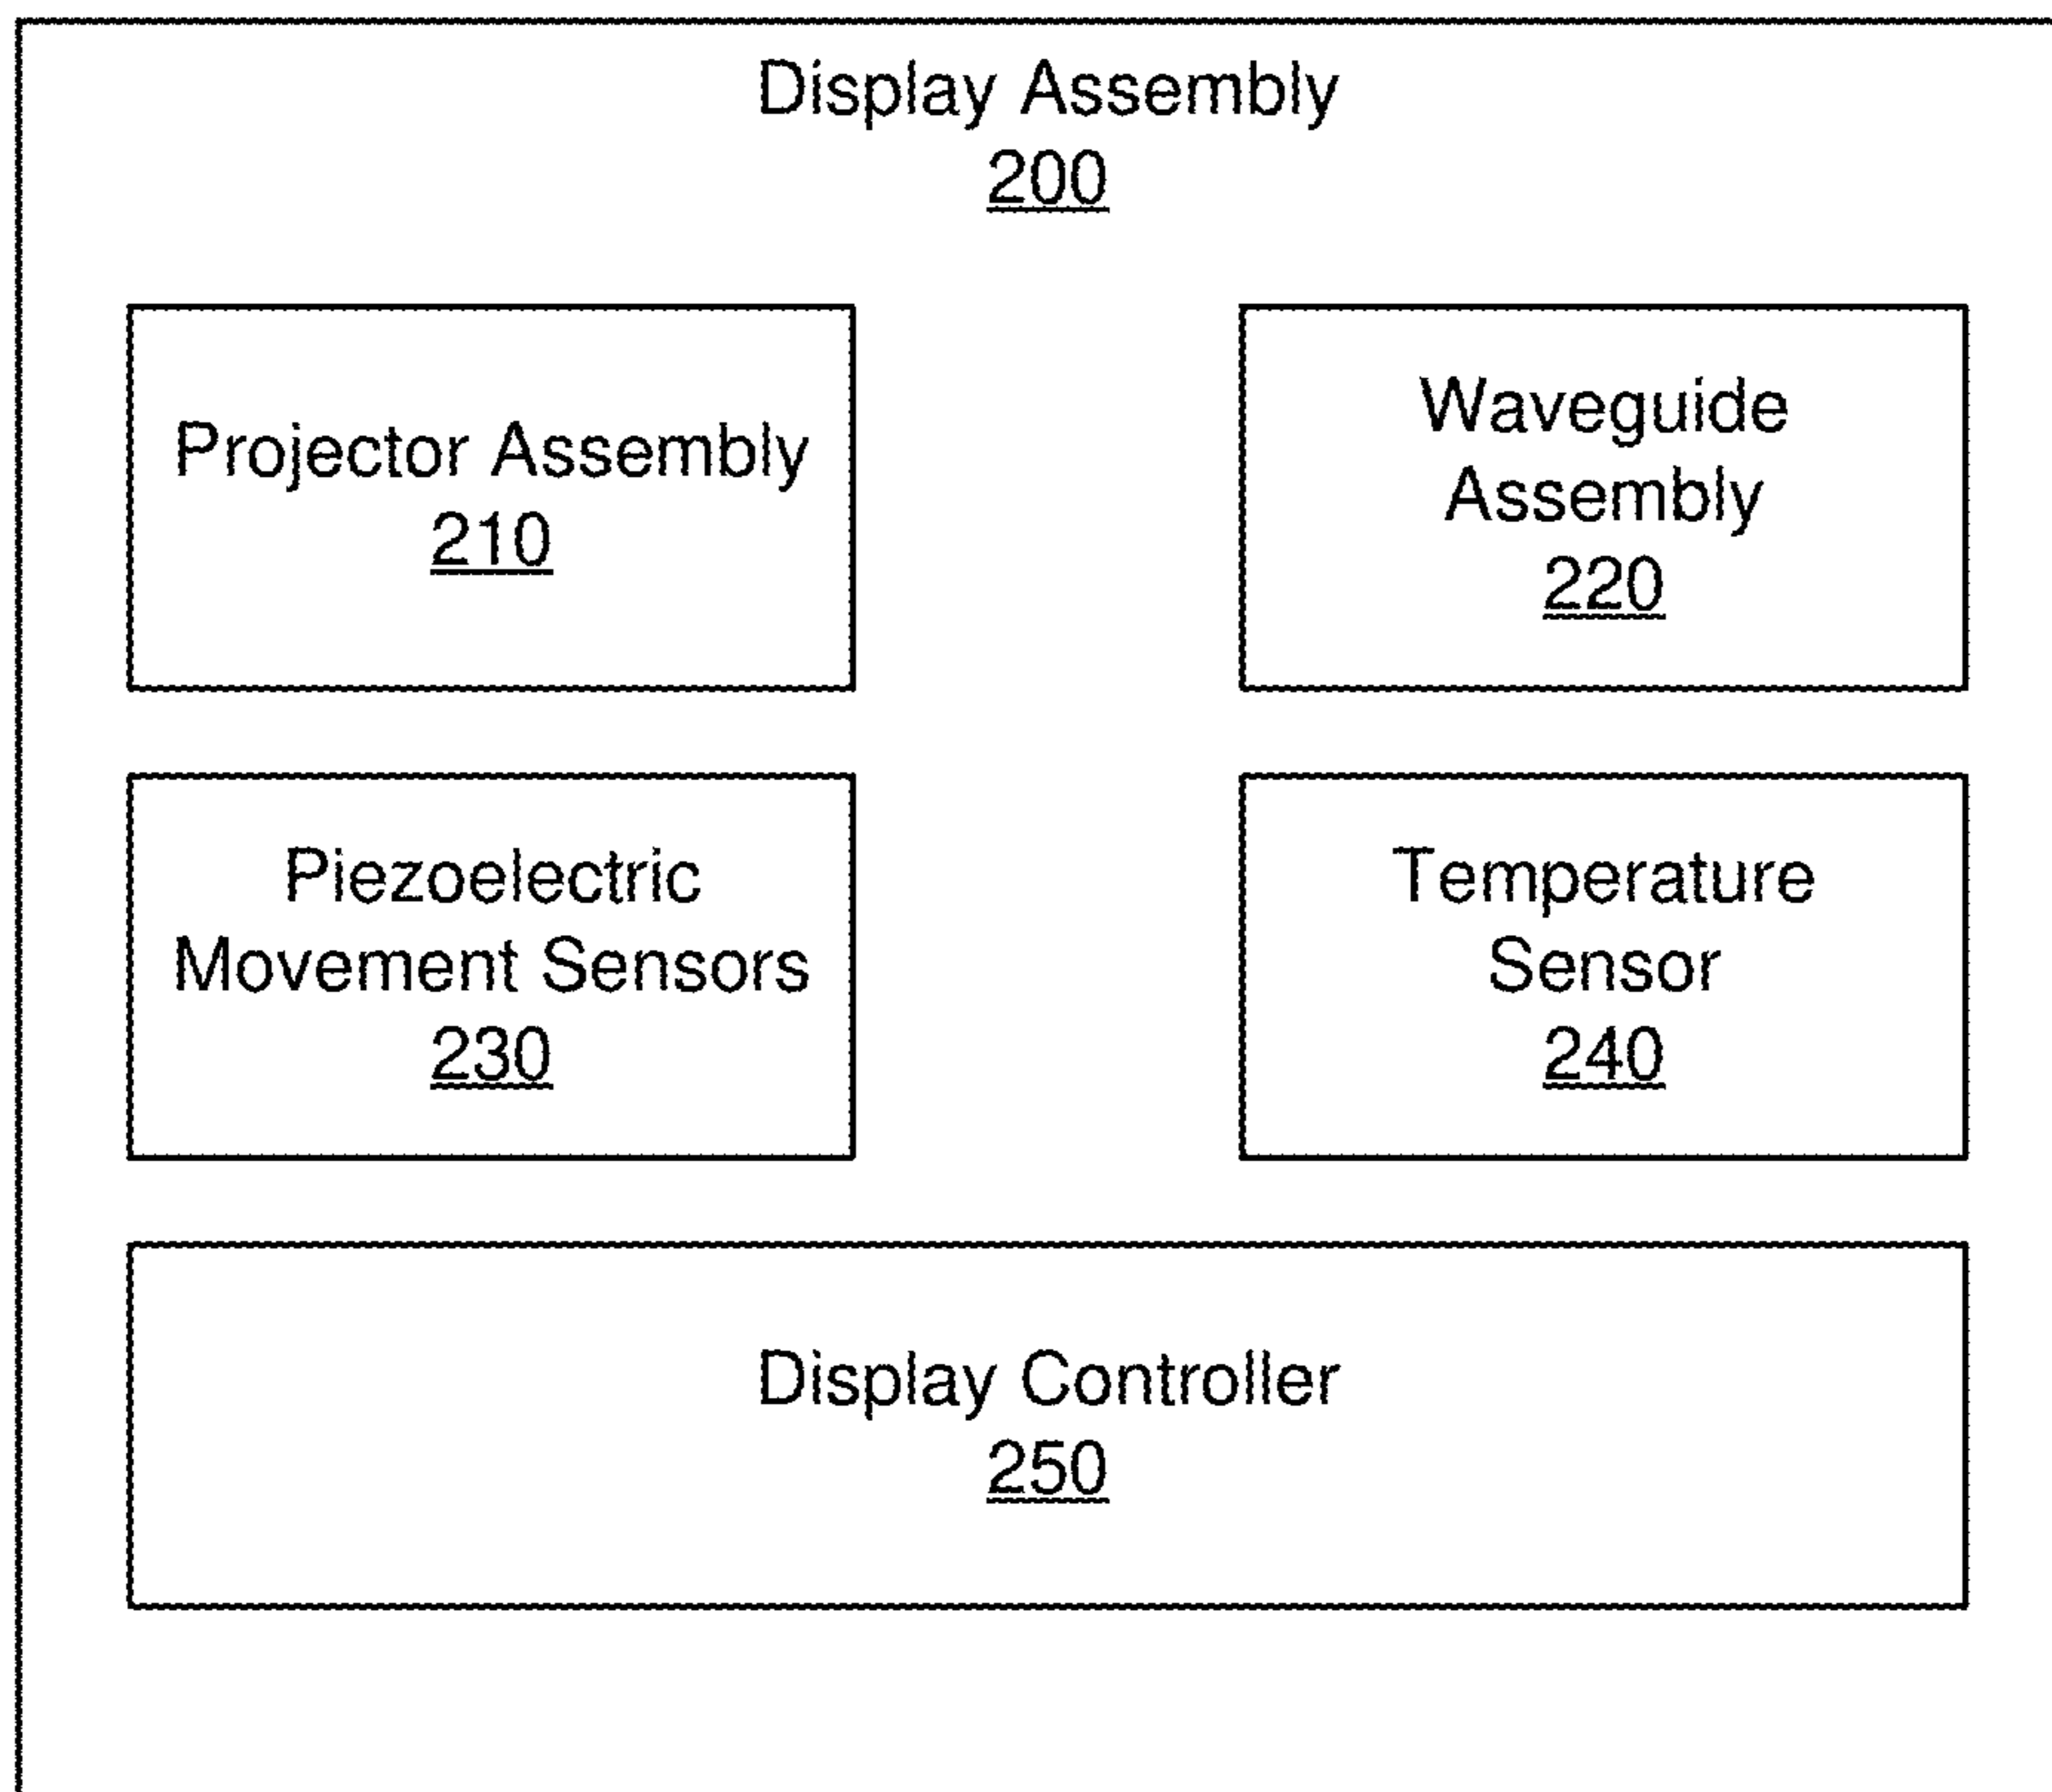 Display Assembly
200
Projector Assembly
210
Waveguide
Assembly
220
Piezoelectric
Movement Sensors
230
Temperature
Sensor
240
Display Controller
250